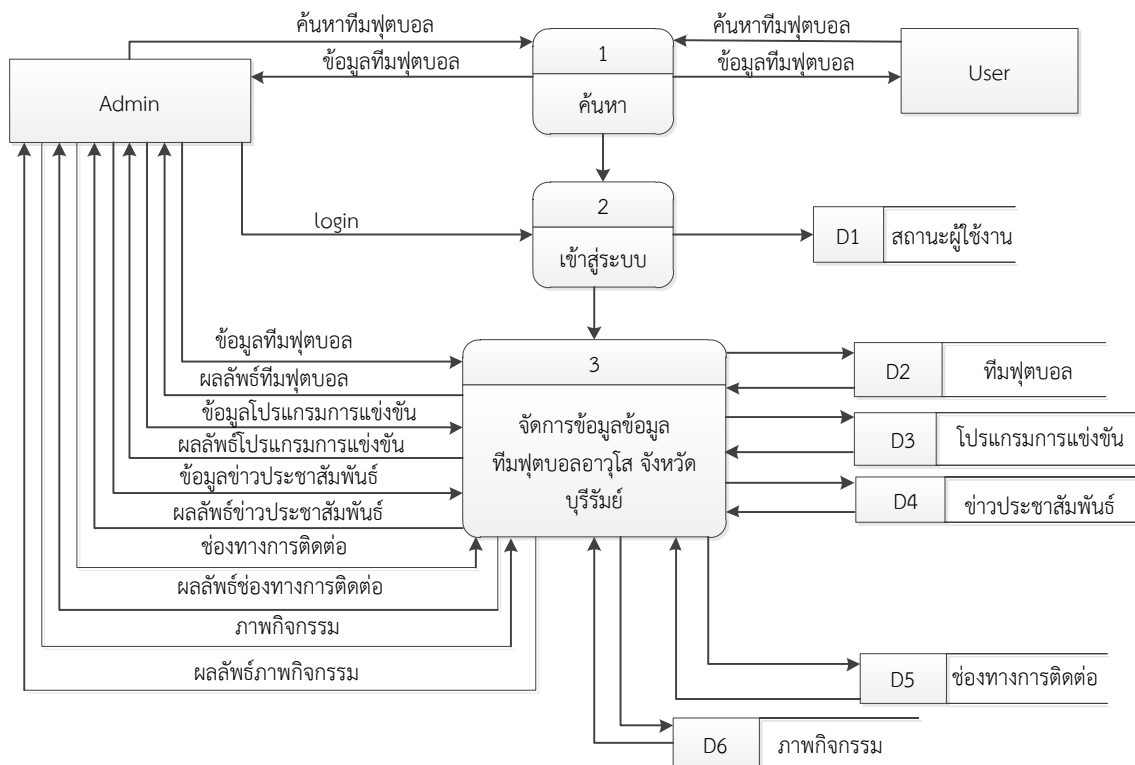 ค้นหาทีมฟุตบอล
ข้อมูลทีมฟุตบอล
Admin
1
ค้นหา
ค้นหาทีมฟุตบอล
ข้อมูลทีมฟุตบอล
User
login
2
เข้าสู่ระบบ
D1
สถานะผู้ใช้งาน
ข้อมูลทีมฟุตบอล
ผลลัพธ์ทีมฟุตบอล
ข้อมูลโปรแกรมการแข่งขัน
ผลลัพธ์โปรแกรมการแข่งขัน
ข้อมูลข่าวประชาสัมพันธ์
ผลลัพธ์ข่าวประชาสัมพันธ์
ช่องทางการติดต่อ
ผลลัพธ์ช่องทางการติดต่อ
ภาพกิจกรรม
ผลลัพธ์ภาพกิจกรรม
3
จัดการข้อมูลข้อมูล
ทีมฟุตบอลอาวุโส จังหวัด
บุรีรัมย์
D2
ทีมฟุตบอล
D3
โปรแกรมการแข่งขัน
D4
ข่าวประชาสัมพันธ์
D5
ช่องทางการติดต่อ
D6
ภาพกิจกรรม